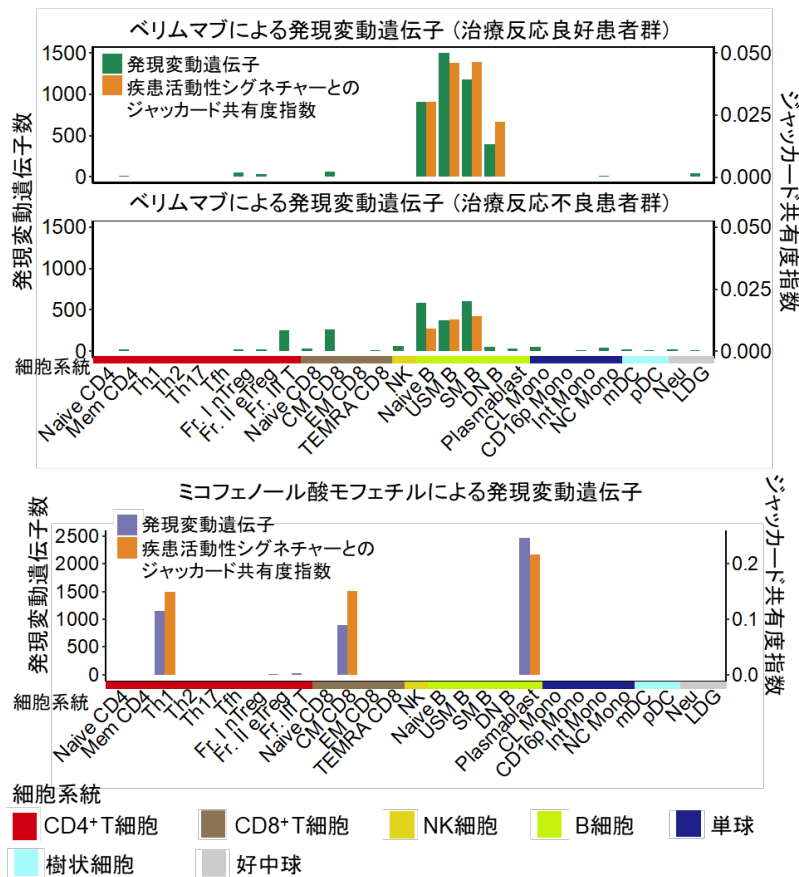 ベリムマブによる発現変動遺伝子（治療反応良好患者群）
発現変動遺伝子数
ジャッカード共有度指数
1500
1000
500
0
発現変動遺伝子
疾患活動性シグネチャーとの
ジャッカード共有度指数
0.050
0.025
0.000
ベリムマブによる発現変動遺伝子（治療反応不良患者群）
1500
1000
500
0
0.050
0.025
0.000
細胞系統
Naive CD4
Mem CD4
Th1
Th2
Th17
Tfh
Fr. I nTreg
Fr. II eTreg
Fr. III T
Naive CD8
CM CD8
EM CD8
TEMRA CD8
NK
Naive B
USM B
SM B
DN B
Plasmablast
CL Mono
CD16p Mono
Int Mono
NC Mono
mDC
pDC
Neu
LDG
ミコフェノール酸モフェチルによる発現変動遺伝子
発現変動遺伝子数
ジャッカード共有度指数
2500
2000
1500
1000
500
0
発現変動遺伝子
疾患活動性シグネチャーとの
ジャッカード共有度指数
0.2
0.1
0.0
細胞系統
Naive CD4
Mem CD4
Th1
Th2
Th17
Tfh
Fr. I nTreg
Fr. II eTreg
Fr. III T
Naive CD8
CM CD8
EM CD8
TEMRA CD8
NK
Naive B
USM B
SM B
DN B
Plasmablast
CL Mono
CD16p Mono
Int Mono
NC Mono
mDC
pDC
Neu
LDG
細胞系統
CD4⁺T細胞
CD8⁺T細胞
NK細胞
B細胞
単球
樹状細胞
好中球